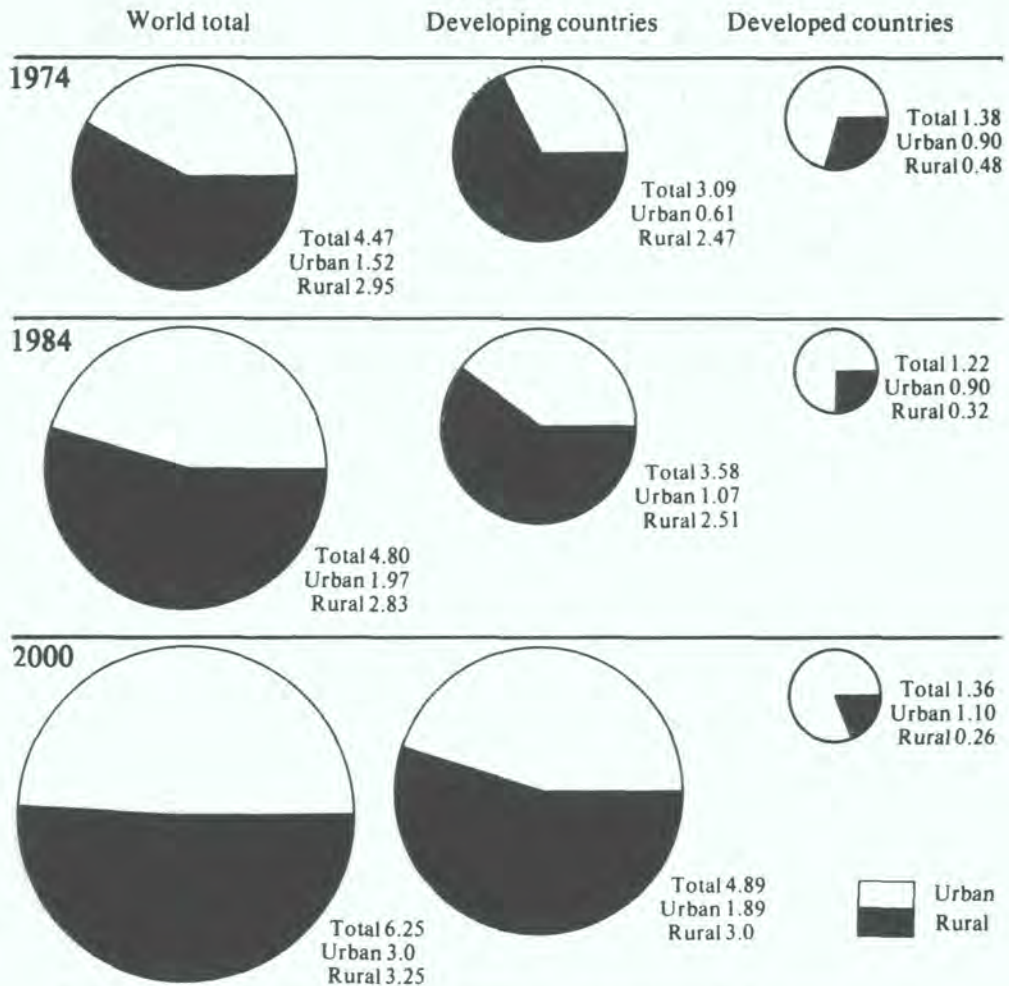 World total
Developing countries
Developed countries
1974
Total 4.47
Urban 1.52
Rural 2.95
Total 3.09
Urban 0.61
Rural 2.47
Total 1.38
Urban 0.90
Rural 0.48
1984
Total 4.80
Urban 1.97
Rural 2.83
Total 3.58
Urban 1.07
Rural 2.51
Total 1.22
Urban 0.90
Rural 0.32
2000
Total 6.25
Urban 3.0
Rural 3.25
Total 4.89
Urban 1.89
Rural 3.0
Total 1.36
Urban 1.10
Rural 0.26
Urban
Rural